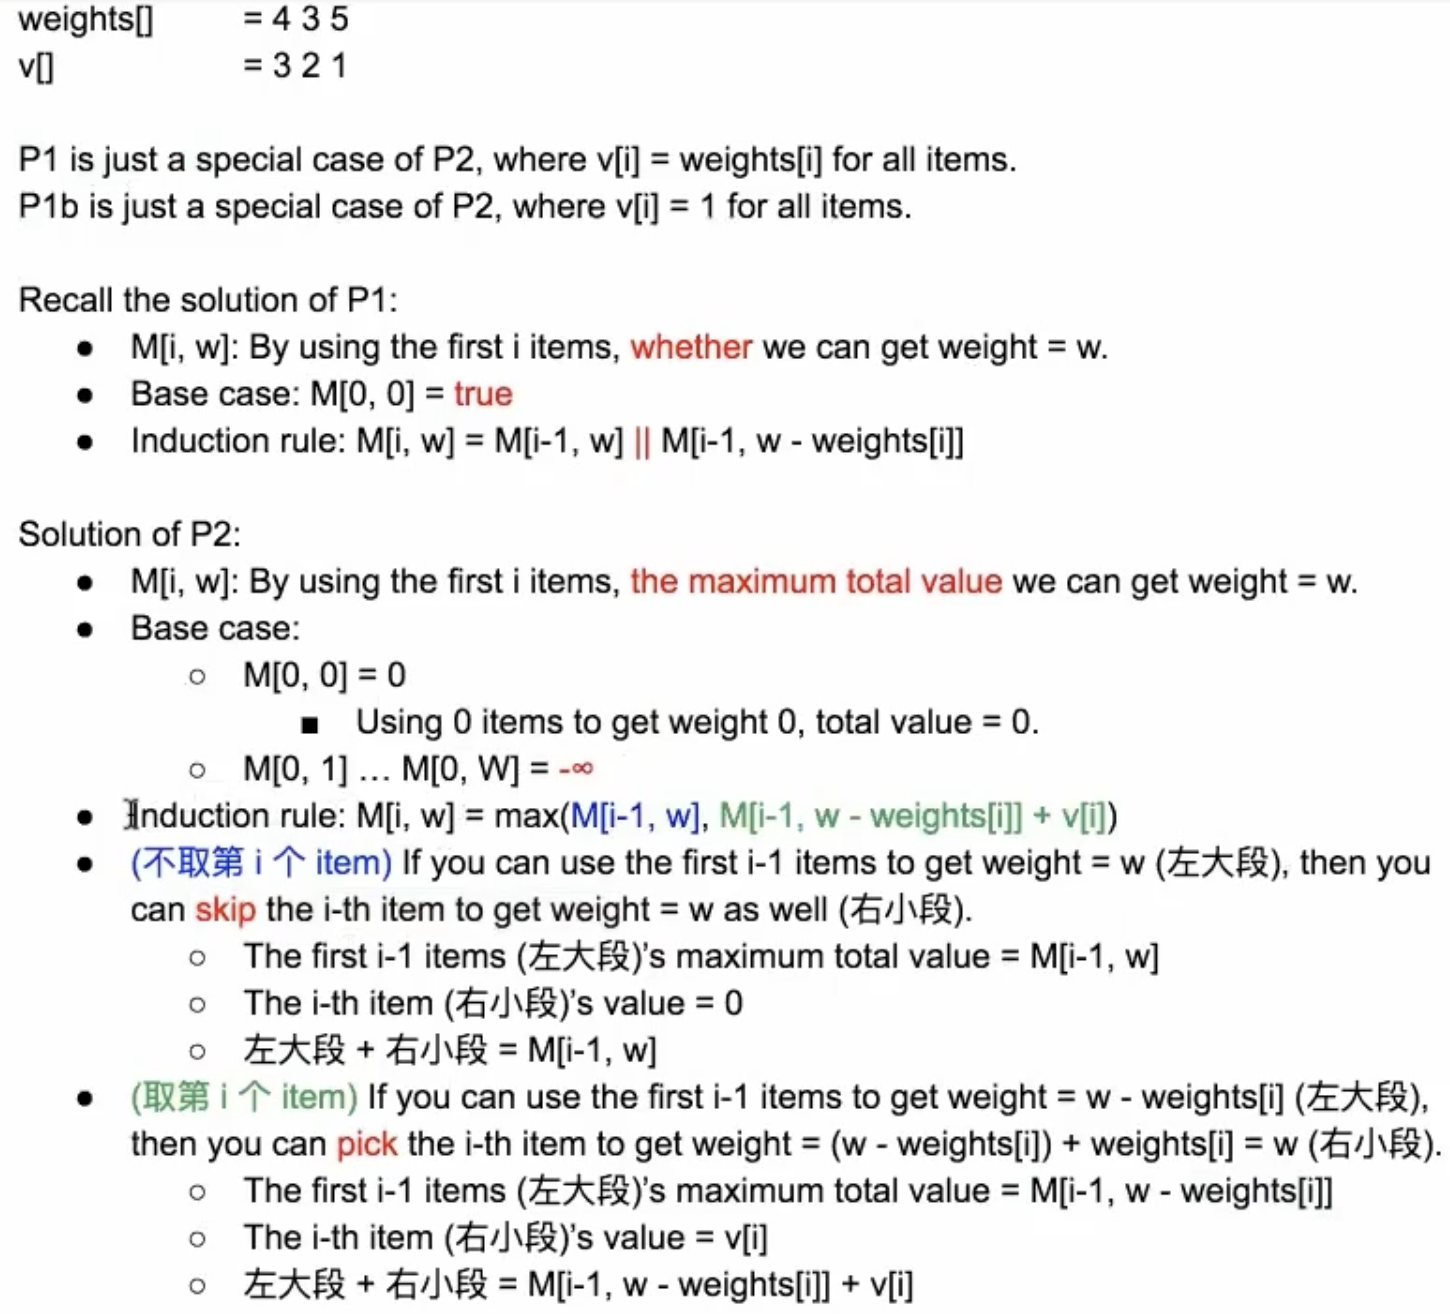 weights[] = 4 3 5
v[] = 3 2 1
P1 is just a special case of P2, where v[i] = weights[i] for all items.
P1b is just a special case of P2, where v[i] = 1 for all items.
Recall the solution of P1:
● M[i, w]: By using the first i items, whether we can get weight = w.
● Base case: M[0, 0] = true
● Induction rule: M[i, w] = M[i-1, w] || M[i-1, w - weights[i]]
Solution of P2:
● M[i, w]: By using the first i items, the maximum total value we can get weight = w.
● Base case:
○ M[0, 0] = 0
■ Using 0 items to get weight 0, total value = 0.
○ M[0, 1] ... M[0, W] = -∞
● Induction rule: M[i, w] = max(M[i-1, w], M[i-1, w - weights[i]] + v[i])
● (不取第 i 个 item) If you can use the first i-1 items to get weight = w (左大段), then you
can skip the i-th item to get weight = w as well (右小段).
○ The first i-1 items (左大段)'s maximum total value = M[i-1, w]
○ The i-th item (右小段)'s value = 0
○ 左大段 + 右小段 = M[i-1, w]
● (取第 i 个 item) If you can use the first i-1 items to get weight = w - weights[i] (左大段),
then you can pick the i-th item to get weight = (w - weights[i]) + weights[i] = w (右小段).
○ The first i-1 items (左大段)'s maximum total value = M[i-1, w - weights[i]]
○ The i-th item (右小段)'s value = v[i]
○ 左大段 + 右小段 = M[i-1, w - weights[i]] + v[i]